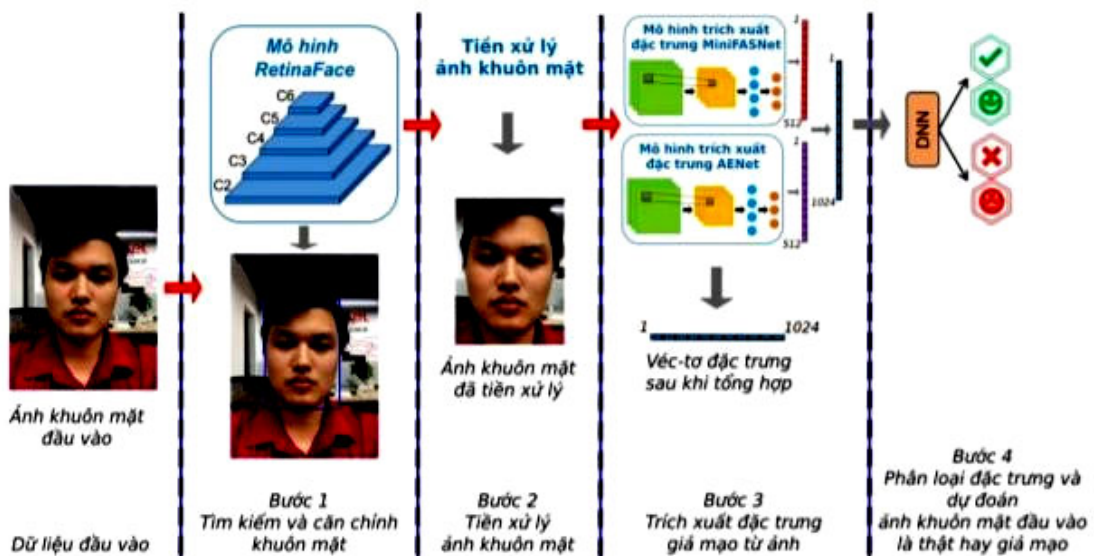 Ảnh khuôn mặt
đầu vào
Dữ liệu đầu vào
Mô hình
RetinaFace
C6
C5
C4
C3
C2
Bước 1
Tìm kiếm và căn chỉnh
khuôn mặt
Tiền xử lý
ảnh khuôn mặt
Ảnh khuôn mặt
đã tiền xử lý
Bước 2
Tiền xử lý
ảnh khuôn mặt
Mô hình trích xuất
đặc trưng MiniFASNet
1
512
Mô hình trích xuất
đặc trưng AENet
1
512
1
1024
1
1024
Véc-tơ đặc trưng
sau khi tổng hợp
Bước 3
Trích xuất đặc trưng
giả mạo từ ảnh
DNN
Bước 4
Phân loại đặc trưng và
dự đoán
ảnh khuôn mặt đầu vào
là thật hay giả mạo